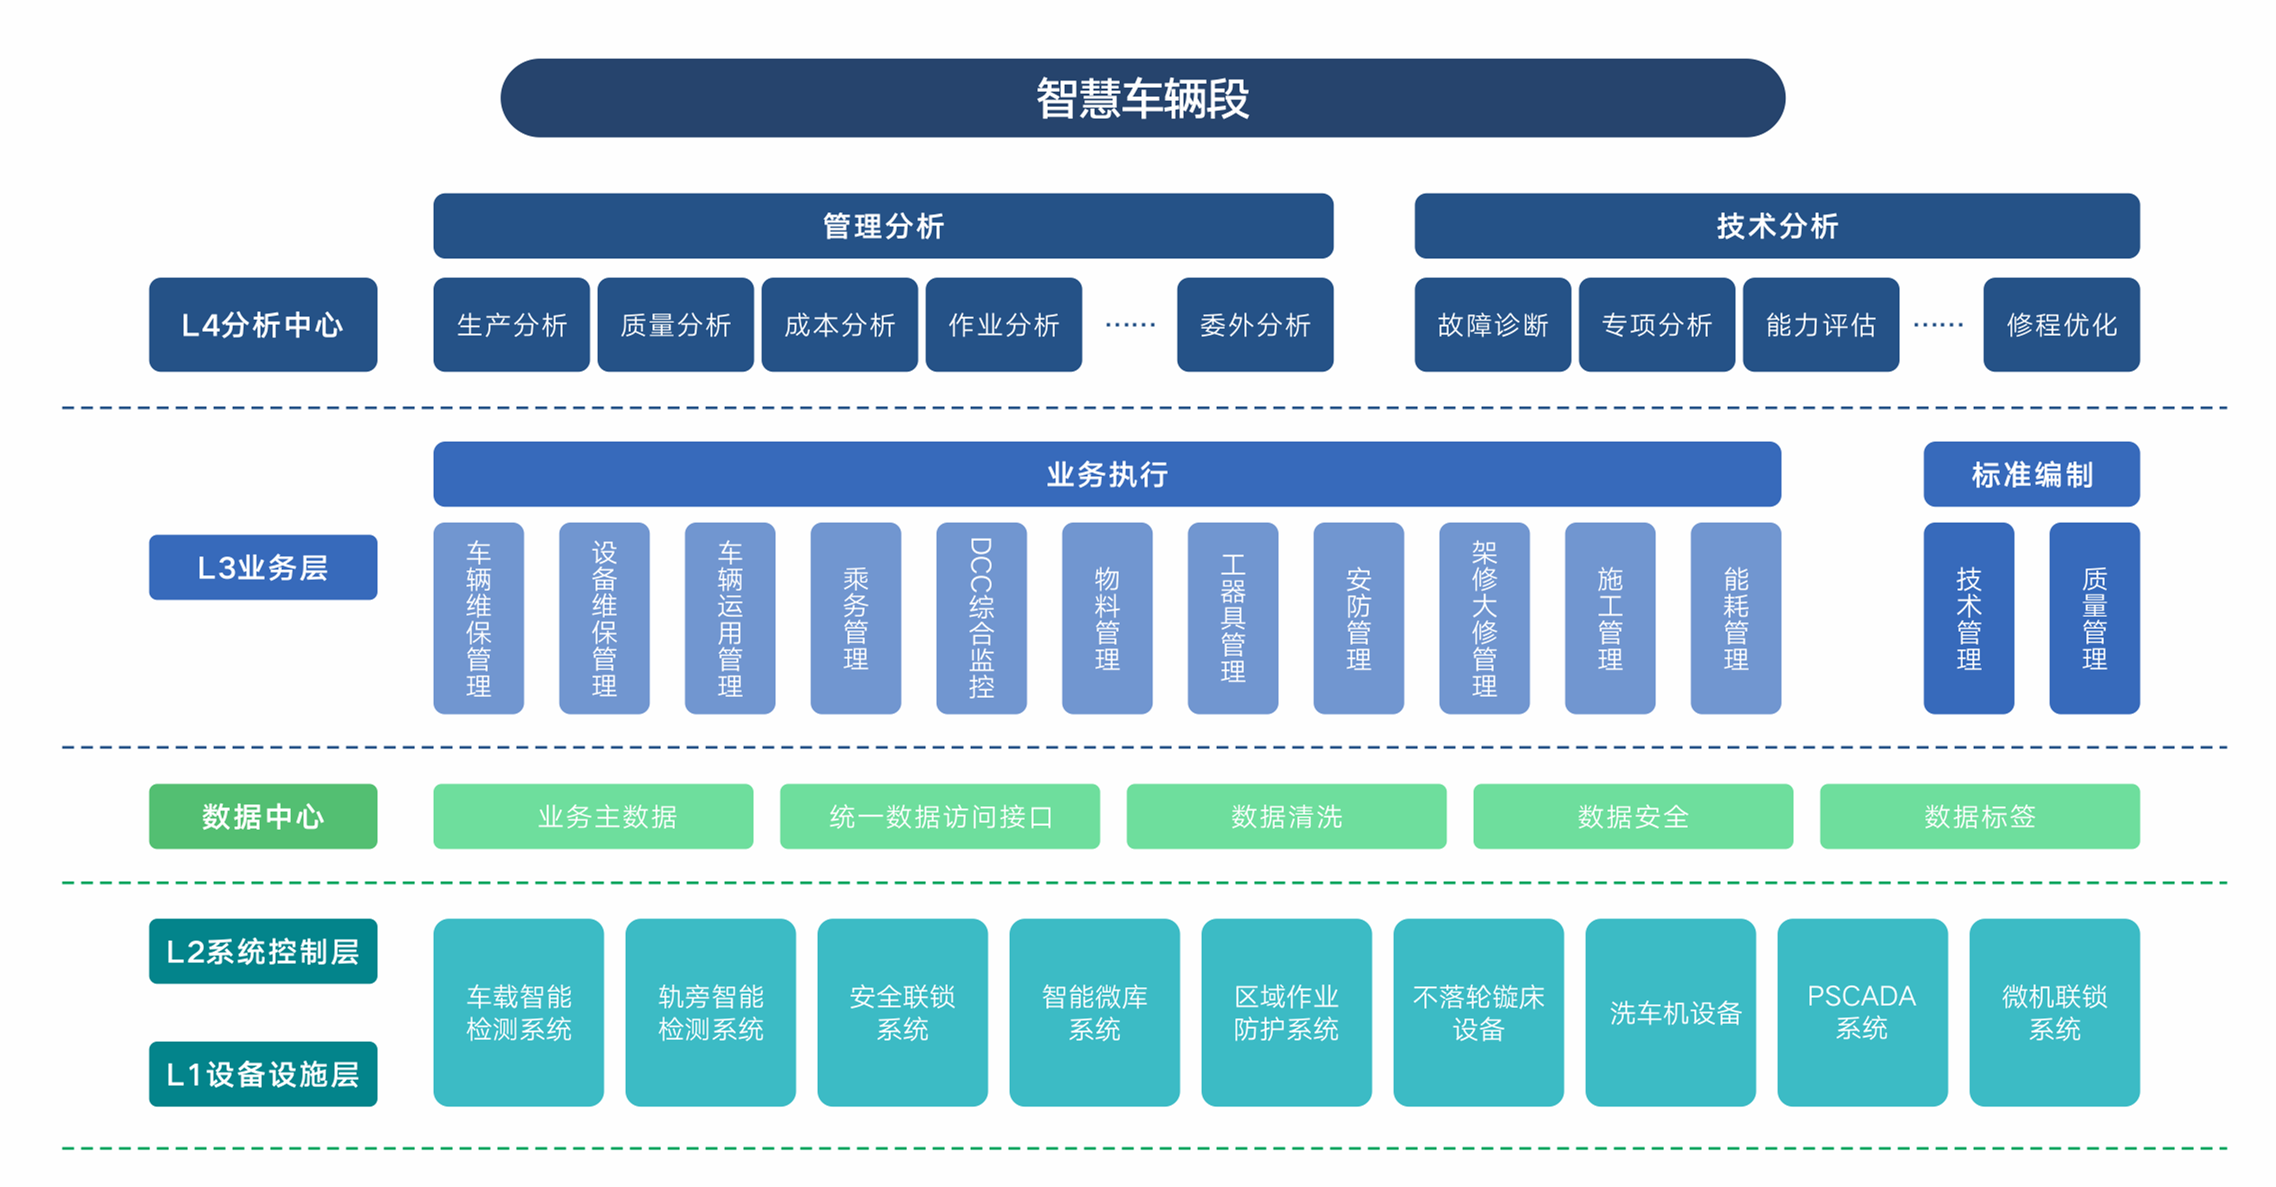 智慧车辆段
管理分析
技术分析
L4分析中心
生产分析
质量分析
成本分析
作业分析
……
委外分析
故障诊断
专项分析
能力评估
……
修程优化
业务执行
标准编制
L3业务层
车辆维保管理
设备维保管理
车辆运用管理
乘务管理
DCC综合监控
物料管理
工器具管理
安防管理
架修大修管理
施工管理
能耗管理
技术管理
质量管理
数据中心
业务主数据
统一数据访问接口
数据清洗
数据安全
数据标签
L2系统控制层
L1设备设施层
车载智能
检测系统
轨旁智能
检测系统
安全联锁
系统
智能微库
系统
区域作业
防护系统
不落轮镟床
设备
洗车机设备
PSCADA
系统
微机联锁
系统